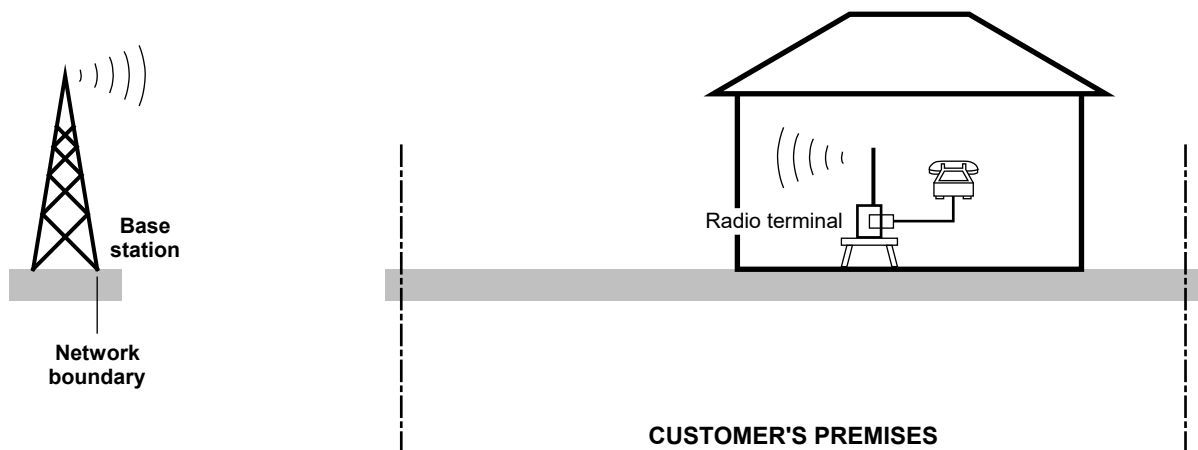 Radio terminal
Base
station
Network
boundary
CUSTOMER'S PREMISES